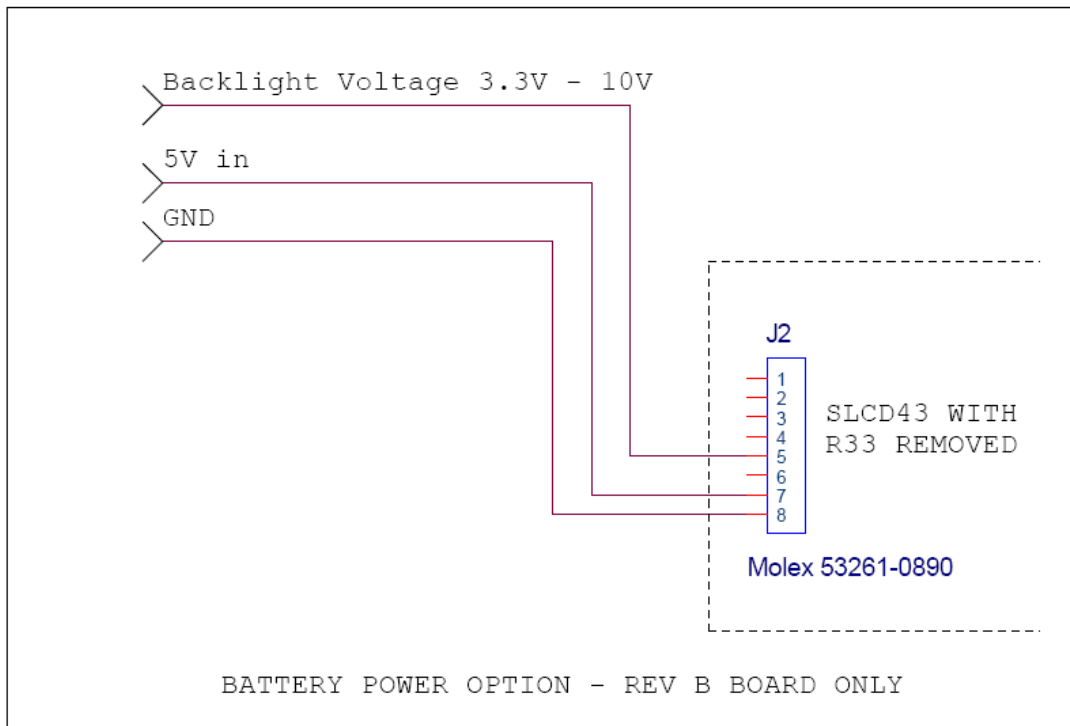 Backlight Voltage 3.3V - 10V
5V in
GND
J2
1
2
3
4
5
6
7
8
SLCD43 WITH
R33 REMOVED
Molex 53261-0890
BATTERY POWER OPTION - REV B BOARD ONLY